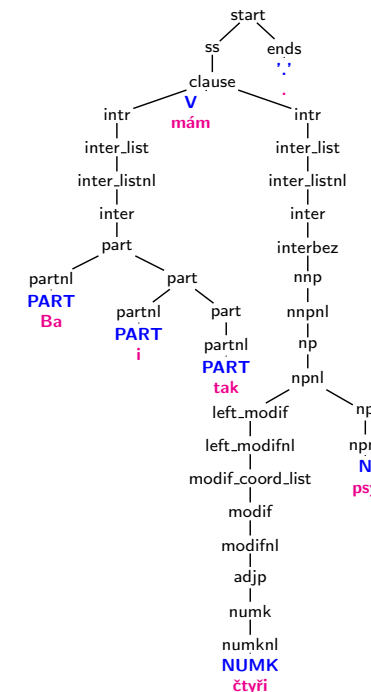 start
ss ends
clause '.'
intr V . intr
mám
inter_list inter_list
inter_listnl inter_listnl
inter inter
part interbez
partnl part nnp
PART partnl part nnpnl
Ba PART partnl np
i PART npnl
tak
left_modif np
left_modifnl
N
modif_coord_list psy
modif
modifnl
adjp
numk
numknl
NUMK
čtyři